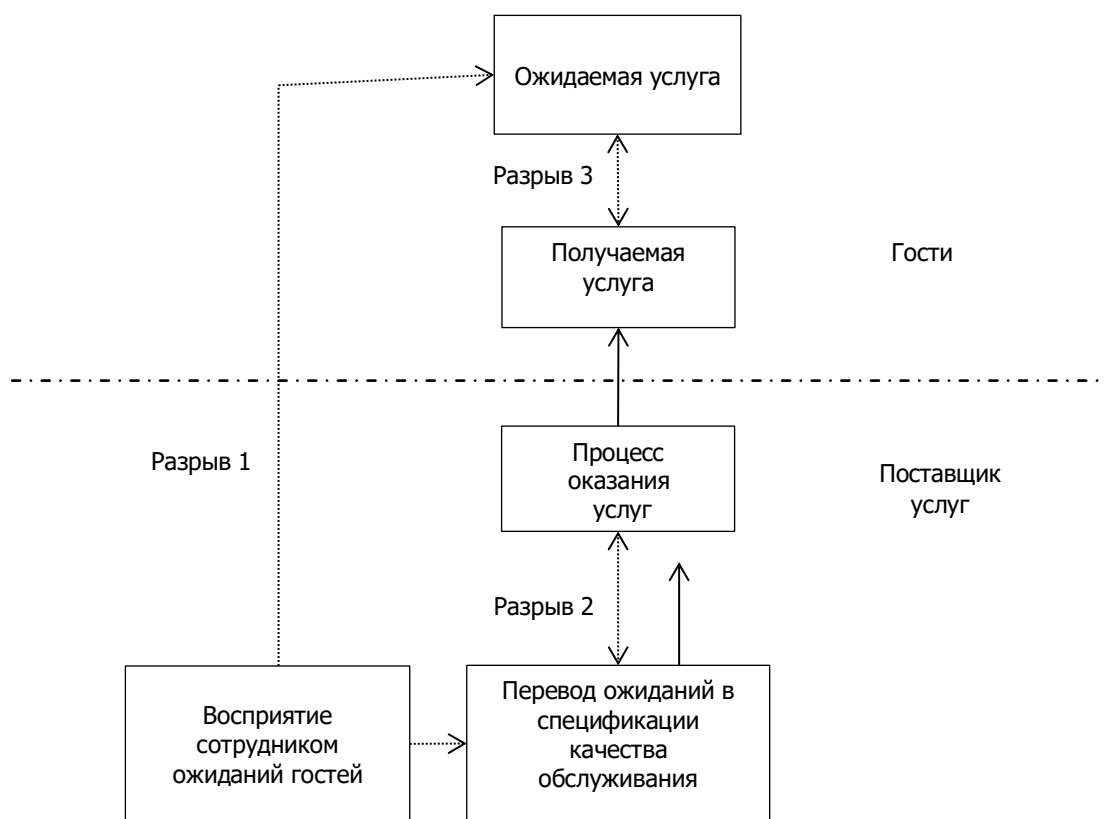 Ожидаемая услуга
Разрыв 3
Получаемая
услуга
Гости
Разрыв 1
Процесс
оказания
услуг
Поставщик
услуг
Разрыв 2
Восприятие
сотрудником
ожиданий гостей
Перевод ожиданий в
спецификации
качества
обслуживания